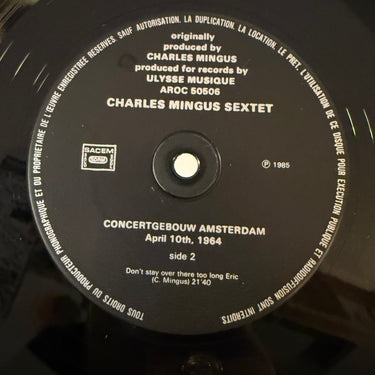 TOUS DROITS DU PRODUCTEUR PHONOGRAPHIQUE ET DU PROPRIETAIRE DE L'ŒUVRE ENREGISTREE RESERVES. SAUF AUTORISATION, LA DUPLICATION, LA LOCATION, LE PRET, L'UTILISATION DE CE DISQUE POUR EXECUTION PUBLIQUE ET RADIODIFFUSION SONT INTERDITS
originally
produced by
CHARLES MINGUS
produced for records by
ULYSSE MUSIQUE
AROC 50506
CHARLES MINGUS SEXTET
SACEM
℗ 1985
CONCERTGEBOUW AMSTERDAM
April 10th, 1964
side 2
Don't stay over there too long Eric
(C. Mingus) 21'40